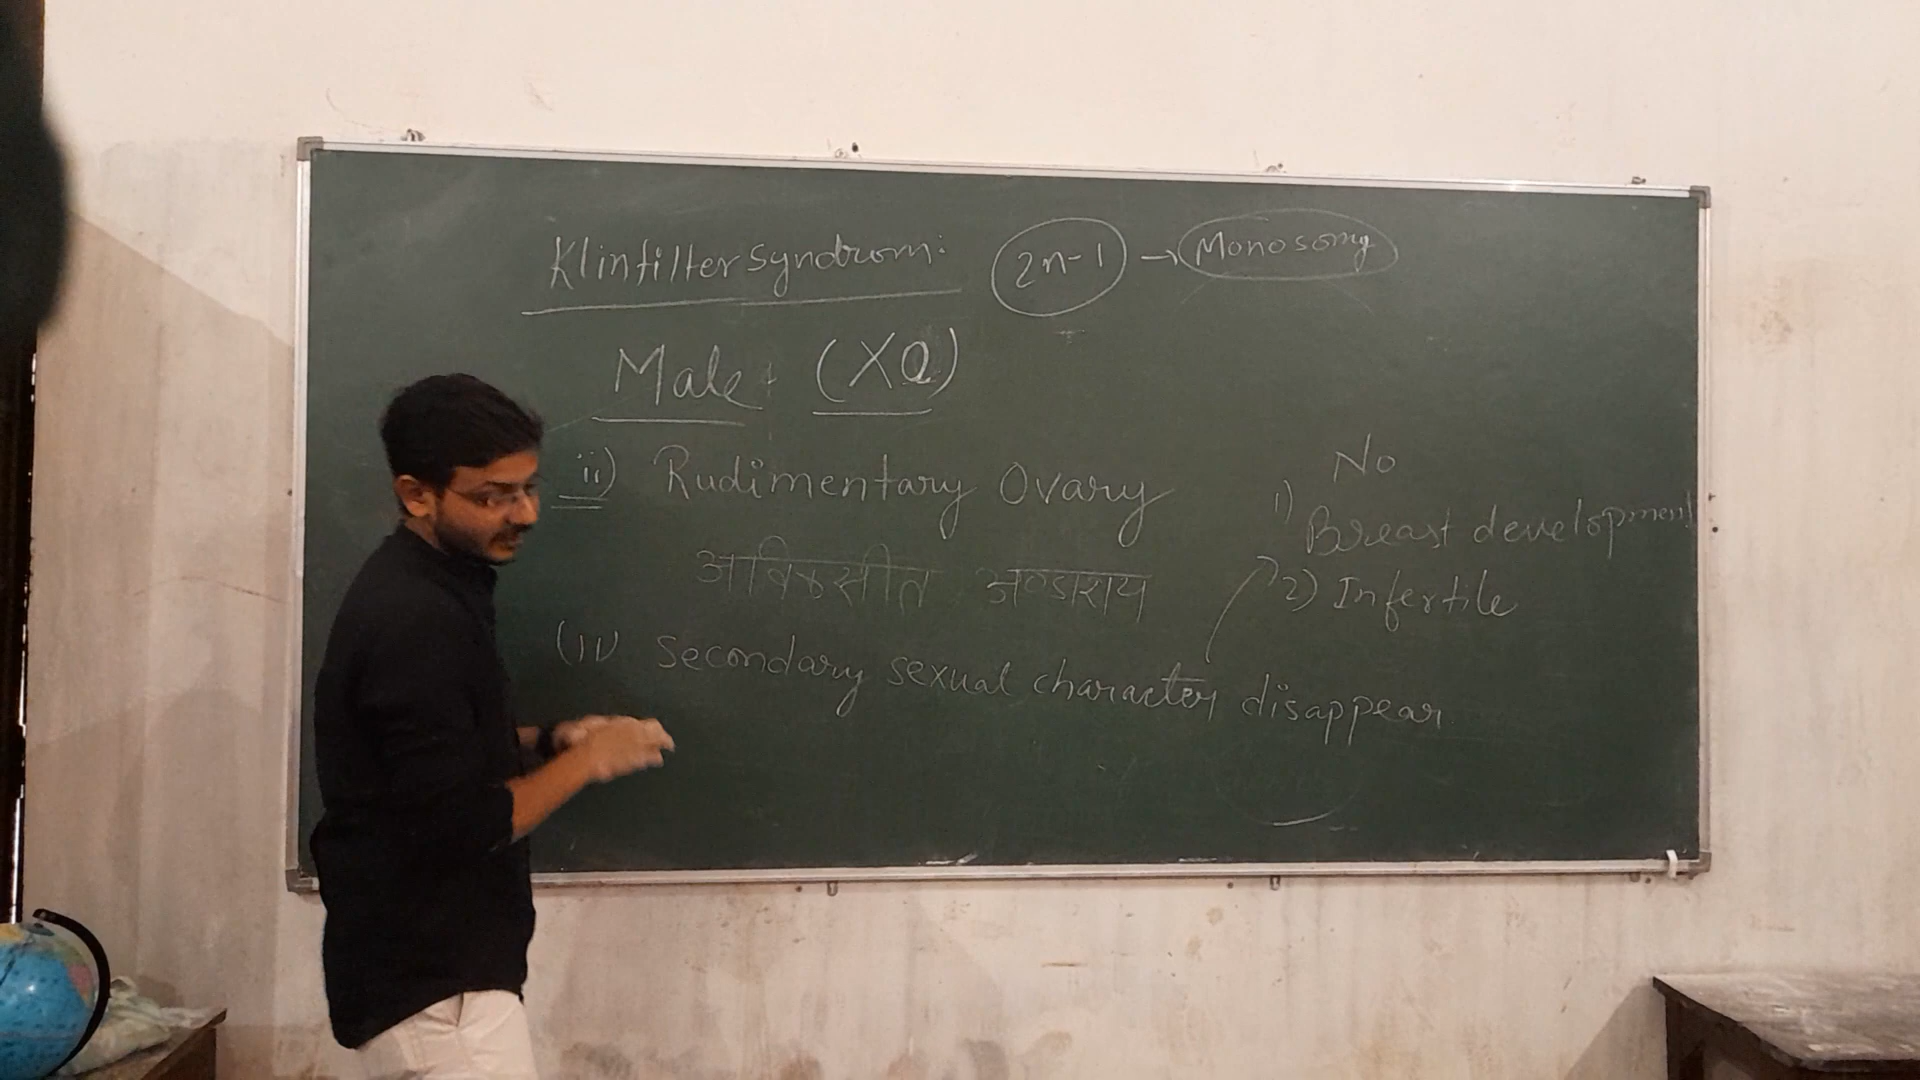 Klinfilter Syndrom: 2n-1 → Monosomy
Male: (XO)
ii) Rudimentary Ovary
अविकसीत अण्डाशय
(iv) Secondary sexual character disappear
No
1) Breast development
2) Infertile